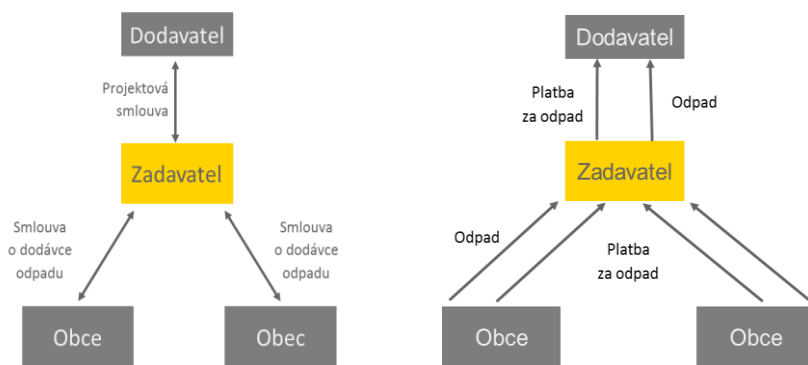 Dodavatel
Projektová
smlouva
Zadavatel
Smlouva
o dodávce
odpadu
Smlouva
o dodávce
odpadu
Obce
Obec
Dodavatel
Platba
za odpad
Odpad
Zadavatel
Odpad
Platba
za odpad
Obce
Obce